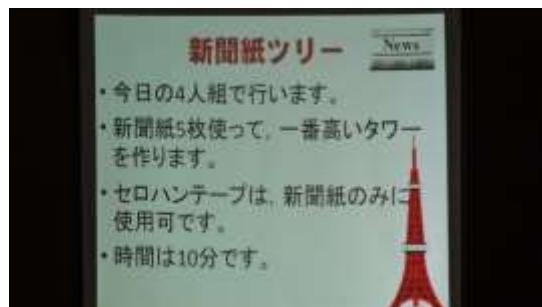 新聞紙ツリー
News
・今日の4人組で行います。
・新聞紙5枚使って,一番高いタワー
を作ります。
・セロハンテープは,新聞紙のみに
使用可です。
・時間は10分です。